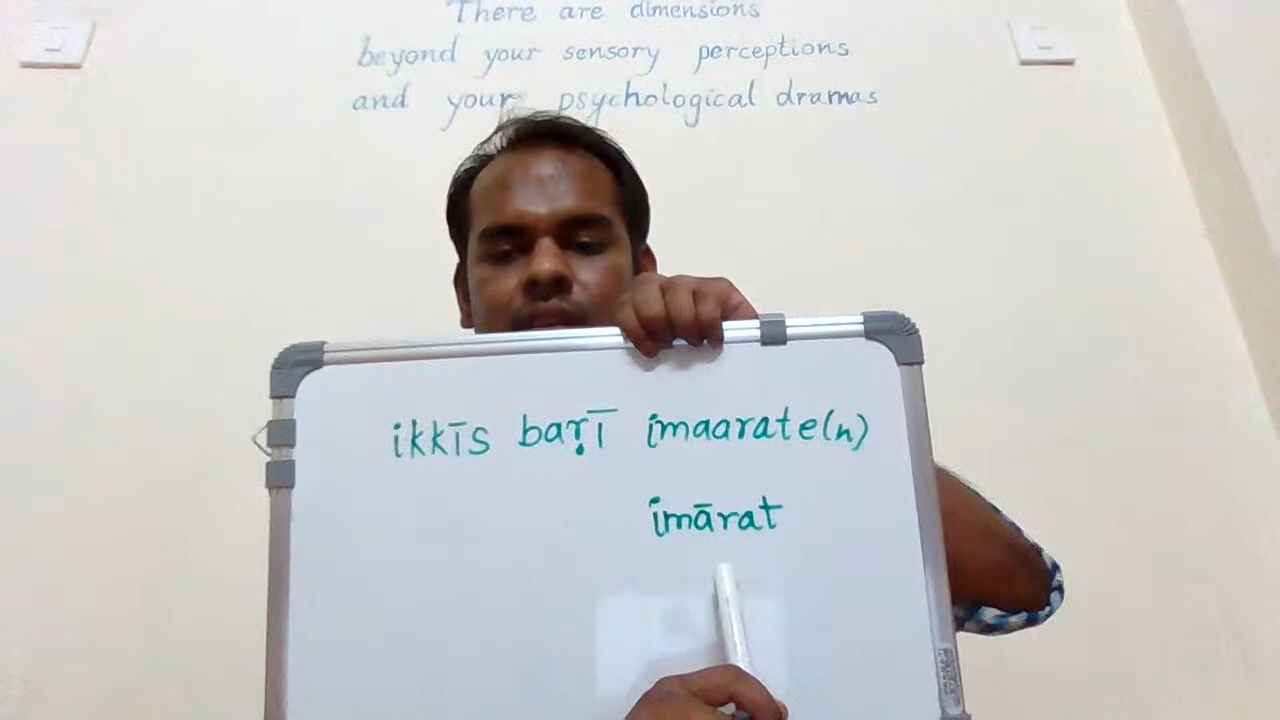 There are dimensions
beyond your sensory perceptions
and your psychological dramas
ikkīs baṛī imaarate(n)
imārat